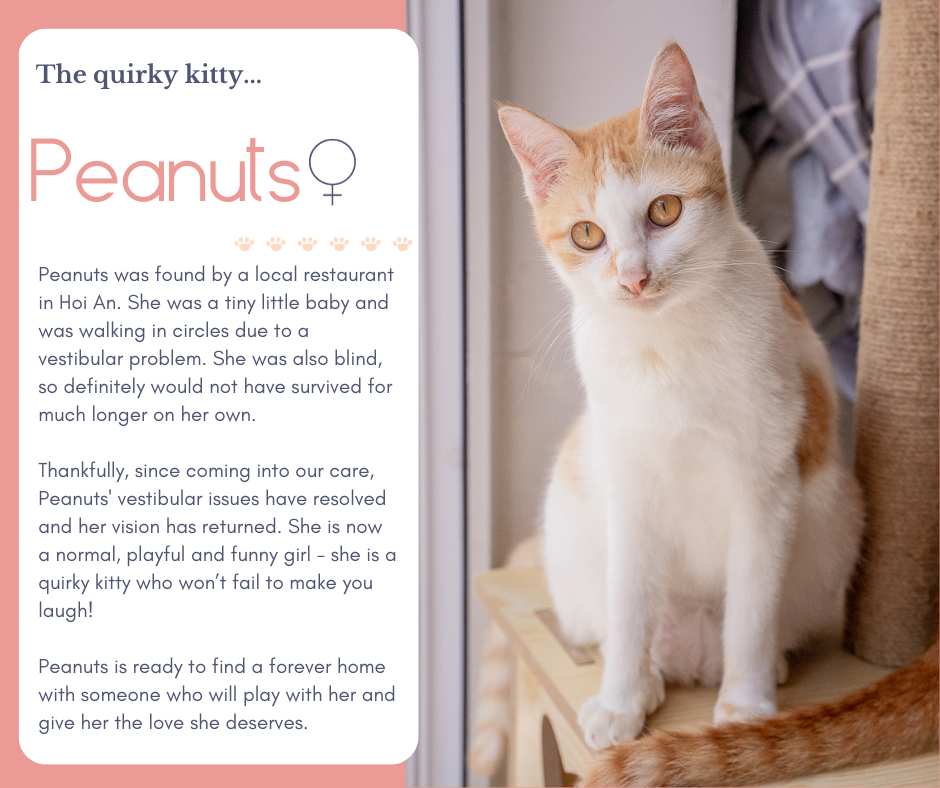 The quirky kitty...
Peanuts♀
Peanuts was found by a local restaurant
in Hoi An. She was a tiny little baby and
was walking in circles due to a
vestibular problem. She was also blind,
so definitely would not have survived for
much longer on her own.
Thankfully, since coming into our care,
Peanuts' vestibular issues have resolved
and her vision has returned. She is now
a normal, playful and funny girl - she is a
quirky kitty who won’t fail to make you
laugh!
Peanuts is ready to find a forever home
with someone who will play with her and
give her the love she deserves.